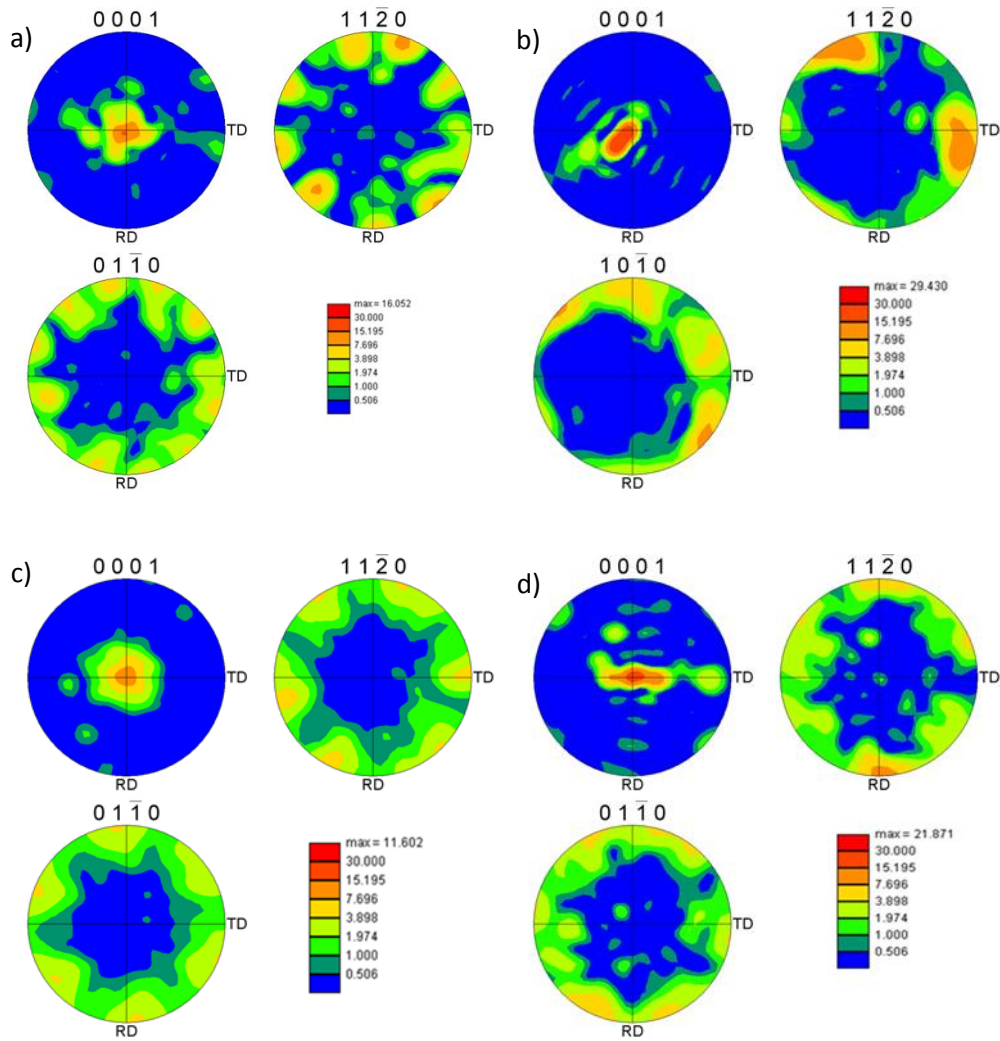 a)
0 0 0 1
TD
RD
1 1 2̅ 0
TD
RD
0 1 1̅ 0
TD
RD
max = 16.052
30.000
15.195
7.696
3.898
1.974
1.000
0.506
b)
0 0 0 1
TD
RD
1 1 2̅ 0
TD
RD
1 0 1̅ 0
TD
RD
max = 29.430
30.000
15.195
7.696
3.898
1.974
1.000
0.506
c)
0 0 0 1
TD
RD
1 1 2̅ 0
TD
RD
0 1 1̅ 0
TD
RD
max = 11.602
30.000
15.195
7.696
3.898
1.974
1.000
0.506
d)
0 0 0 1
TD
RD
1 1 2̅ 0
TD
RD
0 1 1̅ 0
TD
RD
max = 21.871
30.000
15.195
7.696
3.898
1.974
1.000
0.506